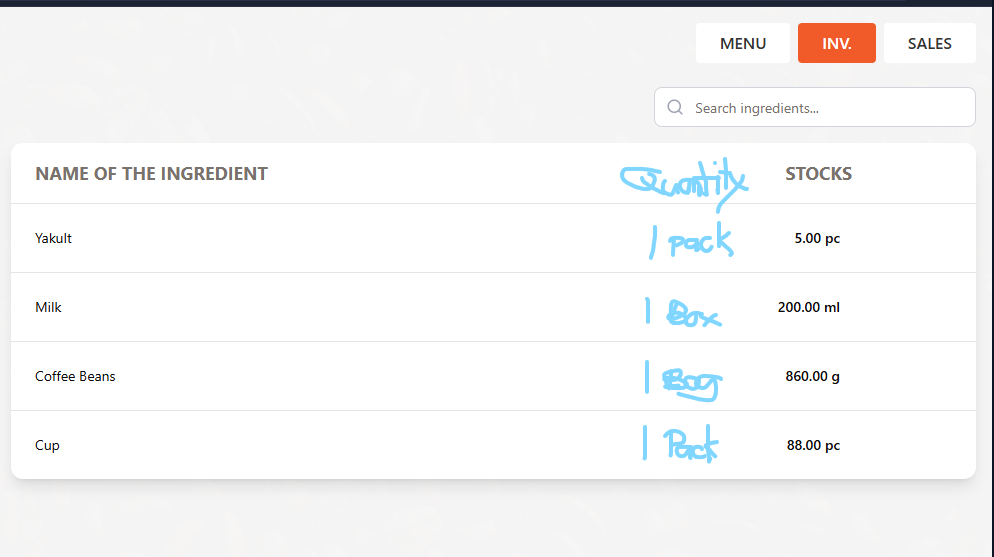 MENU INV. SALES
Search ingredients...
NAME OF THE INGREDIENT Quantity STOCKS
Yakult 1 pack 5.00 pc
Milk 1 Box 200.00 ml
Coffee Beans 1 Bag 860.00 g
Cup 1 Pack 88.00 pc